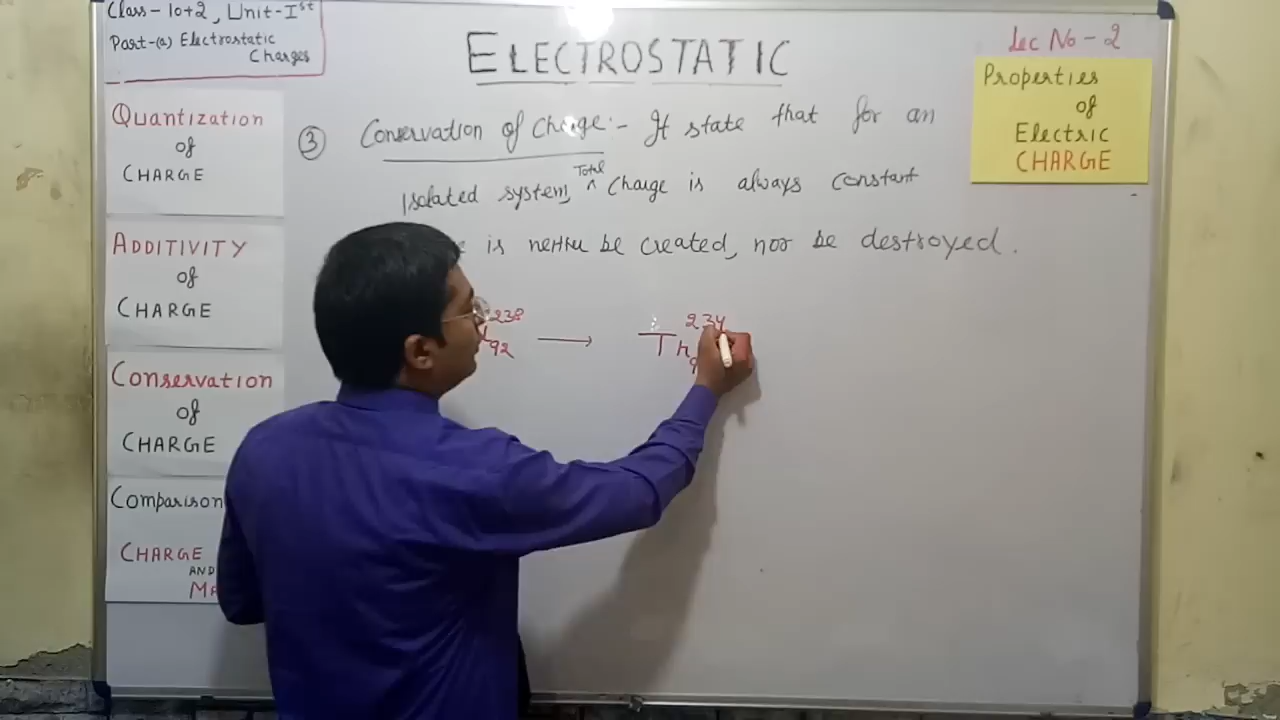 Class-10+2, Unit-Ist
Part-(a) Electrostatic
Charges
ELECTROSTATIC
Lec No-2
Properties
of
Electric
CHARGE
Quantization
of
CHARGE
ADDITIVITY
of
CHARGE
Conservation
of
CHARGE
Comparison
CHARGE
AND
③ Conservation of Charge:- It state that for an
Isolated system, Total Charge is always constant
is neither be created, nor be destroyed.
238
92 ⟶ Th 234